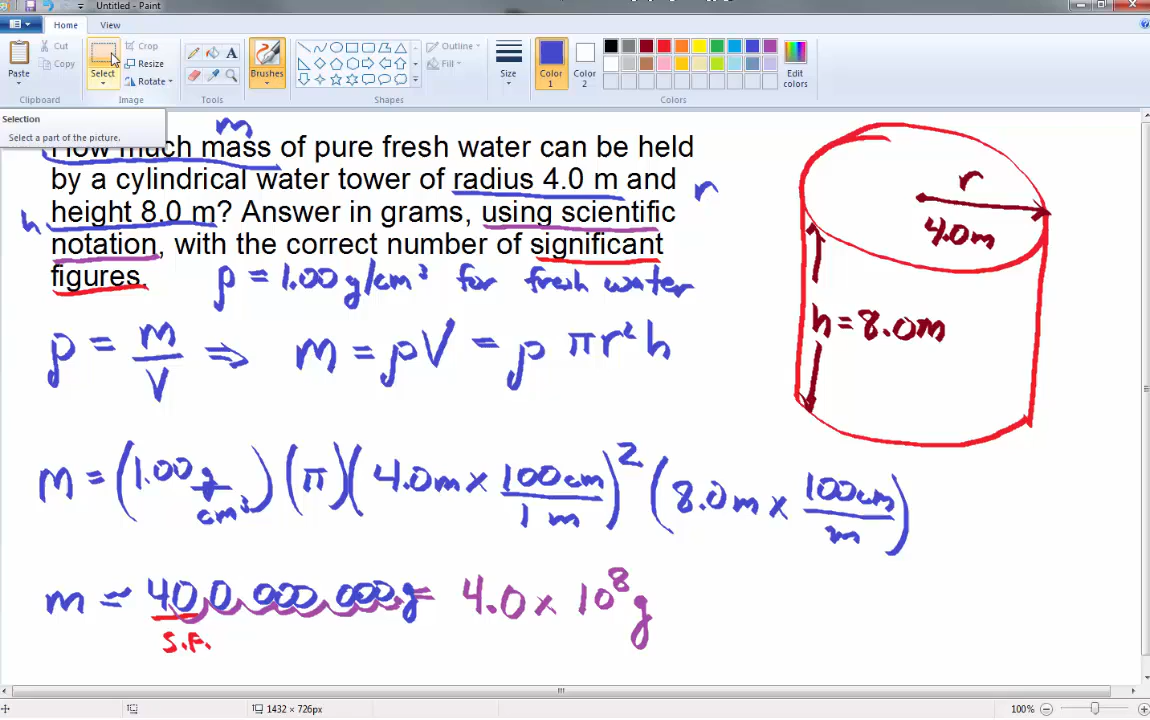 Untitled - Paint
Home View
Cut
Copy
Paste
Clipboard
Select
Crop
Resize
Rotate
Image
Tools
Brushes
Shapes
Outline
Fill
Size
Color 1
Color 2
Edit colors
Colors
Selection
Select a part of the picture.
m
How much mass of pure fresh water can be held
by a cylindrical water tower of radius 4.0 m and r
h height 8.0 m? Answer in grams, using scientific
notation, with the correct number of significant
figures. ρ = 1.00 g/cm³ for fresh water
ρ = m/V ⇒ m = ρV = ρ πr²h
m = (1.00 g/cm³)(π)(4.0m × 100cm/1m)²(8.0m × 100cm/m)
m ≈ 400,000,000g = 4.0 × 10⁸ g
S.F.
r
4.0m
h = 8.0m
1432 × 726px
100%